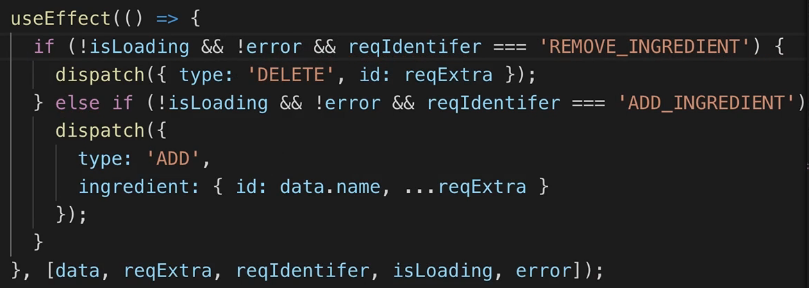 useEffect(() => {
if (!isLoading && !error && reqIdentifer === 'REMOVE_INGREDIENT') {
dispatch({ type: 'DELETE', id: reqExtra });
} else if (!isLoading && !error && reqIdentifer === 'ADD_INGREDIENT')
dispatch({
type: 'ADD',
ingredient: { id: data.name, ...reqExtra }
});
}
}, [data, reqExtra, reqIdentifer, isLoading, error]);